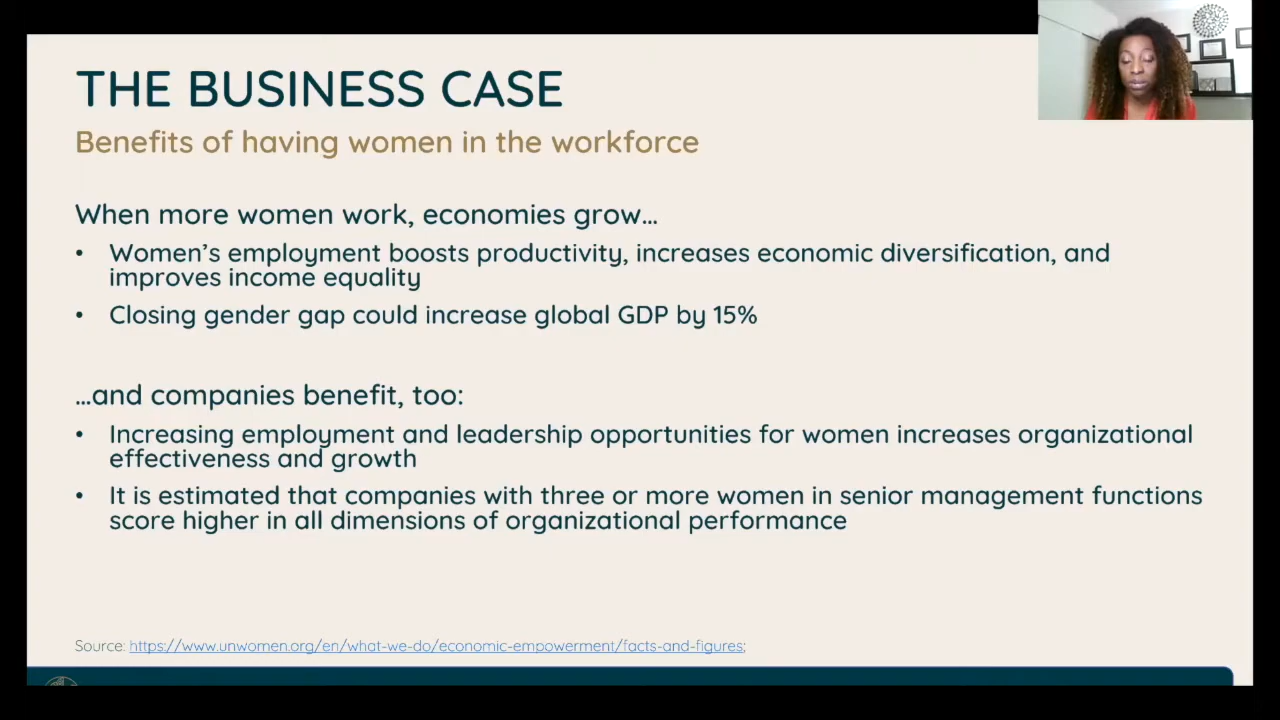 THE BUSINESS CASE
Benefits of having women in the workforce
When more women work, economies grow…
• Women’s employment boosts productivity, increases economic diversification, and
improves income equality
• Closing gender gap could increase global GDP by 15%
…and companies benefit, too:
• Increasing employment and leadership opportunities for women increases organizational
effectiveness and growth
• It is estimated that companies with three or more women in senior management functions
score higher in all dimensions of organizational performance
Source: https://www.unwomen.org/en/what-we-do/economic-empowerment/facts-and-figures;